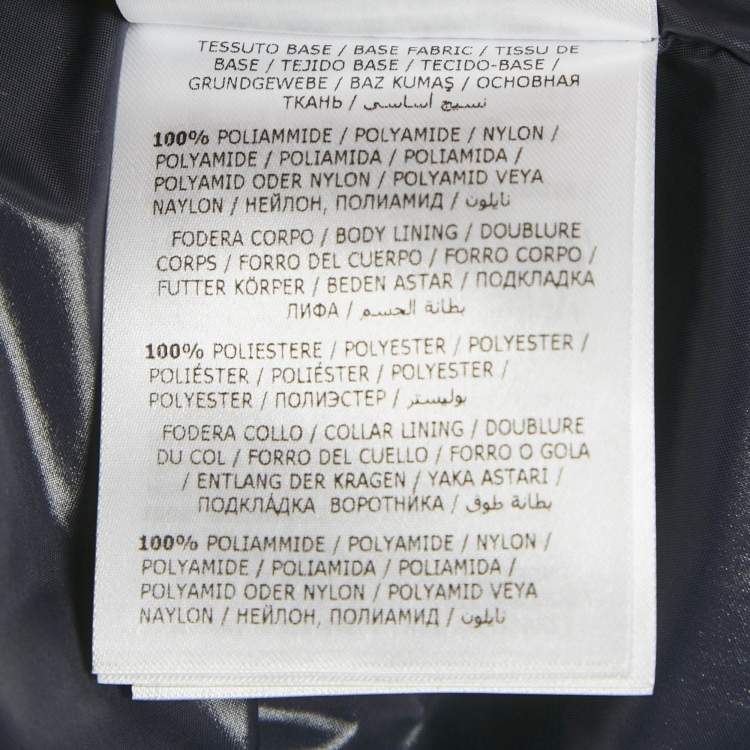 TESSUTO BASE / BASE FABRIC / TISSU DE
BASE / TEJIDO BASE / TECIDO-BASE /
GRUNDGEWEBE / BAZ KUMAŞ / ОСНОВНАЯ
ТКАНЬ / نسيج أساسي
100% POLIAMMIDE / POLYAMIDE / NYLON /
POLYAMIDE / POLIAMIDA / POLIAMIDA /
POLYAMID ODER NYLON / POLYAMID VEYA
NAYLON / НЕЙЛОН, ПОЛИАМИД / نايلون
FODERA CORPO / BODY LINING / DOUBLURE
CORPS / FORRO DEL CUERPO / FORRO CORPO /
FUTTER KÖRPER / BEDEN ASTAR / ПОДКЛАДКА
ЛИФА / بطانة الجسم
100% POLIESTERE / POLYESTER / POLYESTER /
POLIÉSTER / POLIÉSTER / POLYESTER /
POLYESTER / ПОЛИЭСТЕР / بوليستر
FODERA COLLO / COLLAR LINING / DOUBLURE
DU COL / FORRO DEL CUELLO / FORRO O GOLA
/ ENTLANG DER KRAGEN / YAKA ASTARI /
ПОДКЛÁДКА ВОРОТНИКА / بطانة طوق
100% POLIAMMIDE / POLYAMIDE / NYLON /
POLYAMIDE / POLIAMIDA / POLIAMIDA /
POLYAMID ODER NYLON / POLYAMID VEYA
NAYLON / НЕЙЛОН, ПОЛИАМИД / نايلون